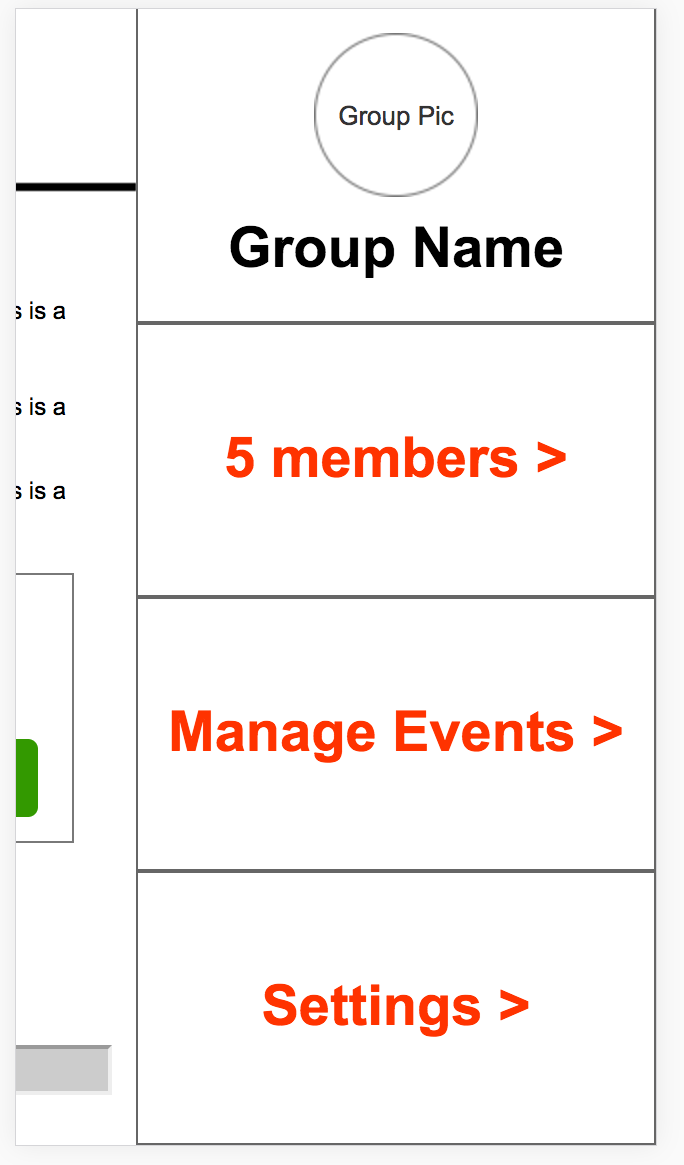 Group Pic
Group Name
s is a
s is a
s is a
5 members >
Manage Events >
Settings >